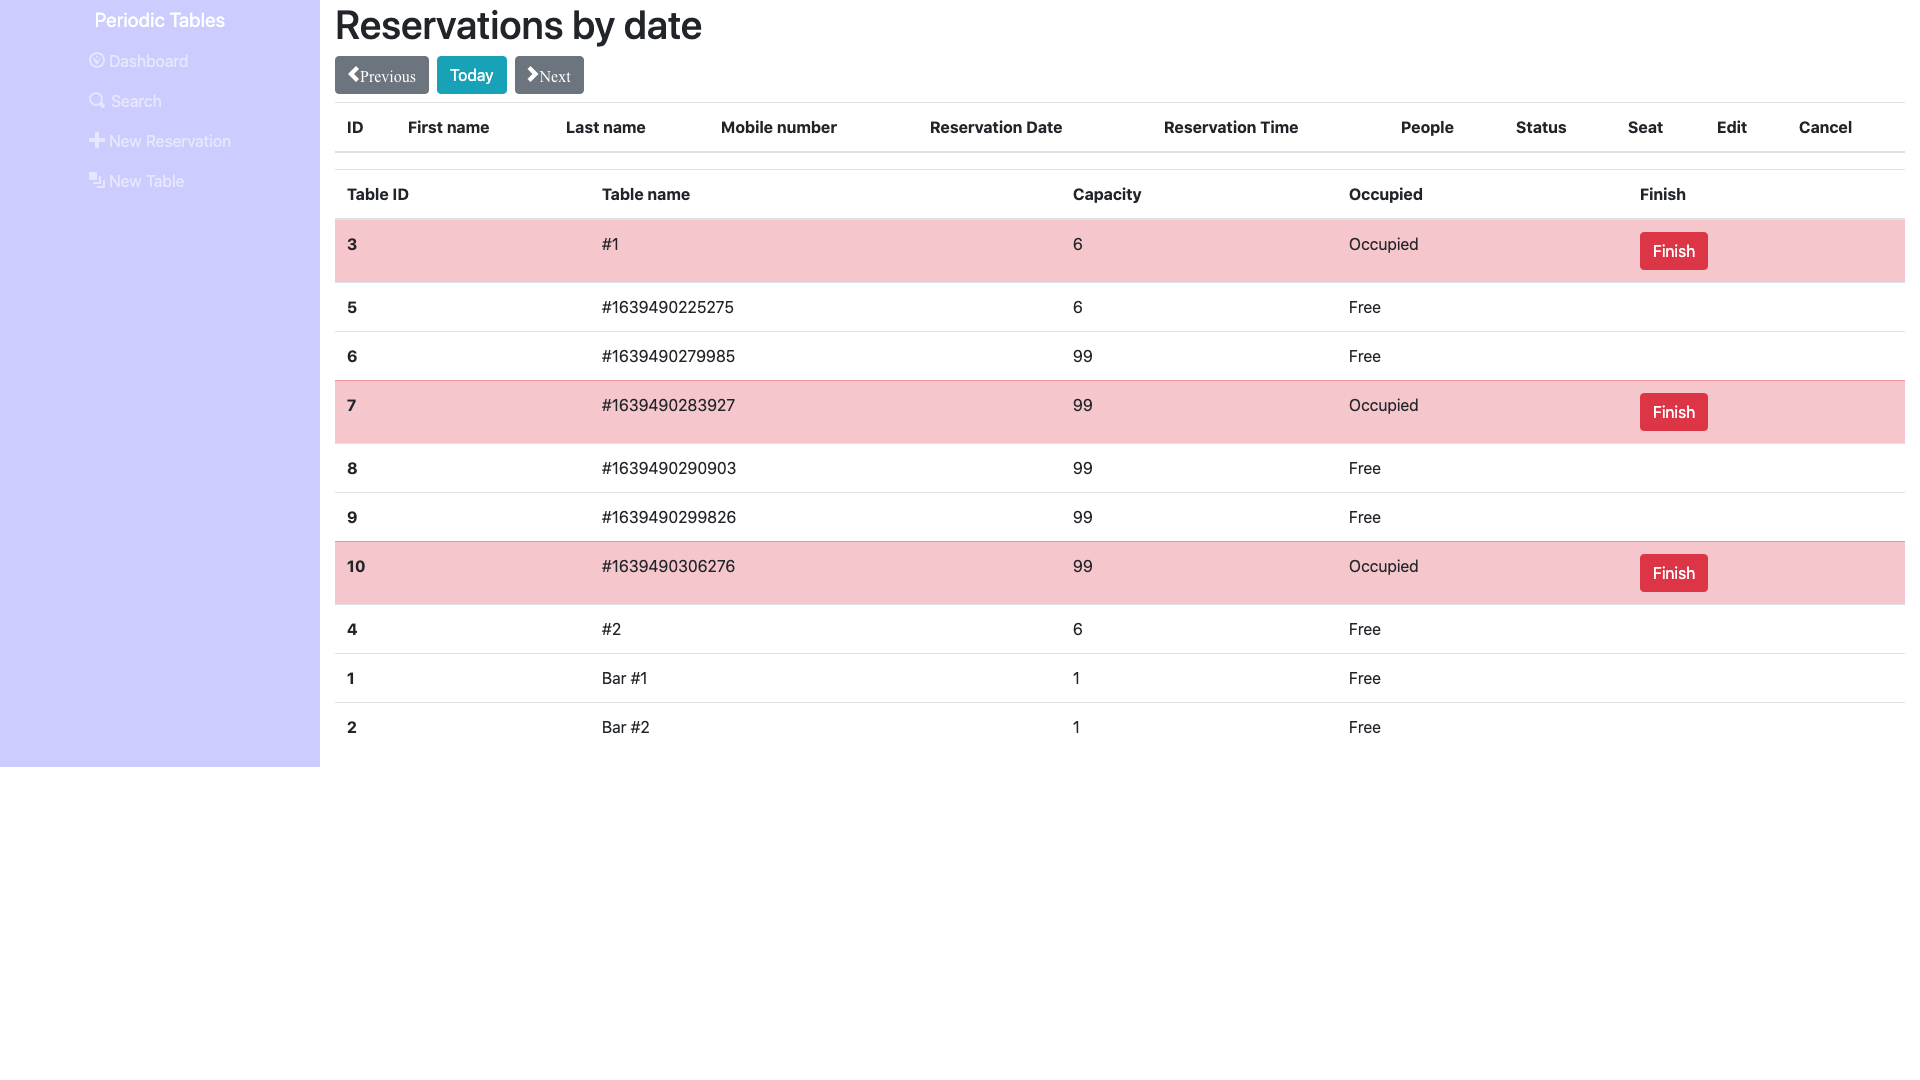 Periodic Tables
Dashboard
Search
New Reservation
New Table
Reservations by date
Previous Today Next
ID First name Last name Mobile number Reservation Date Reservation Time People Status Seat Edit Cancel
Table ID Table name Capacity Occupied Finish
3 #1 6 Occupied Finish
5 #1639490225275 6 Free
6 #1639490279985 99 Free
7 #1639490283927 99 Occupied Finish
8 #1639490290903 99 Free
9 #1639490299826 99 Free
10 #1639490306276 99 Occupied Finish
4 #2 6 Free
1 Bar #1 1 Free
2 Bar #2 1 Free